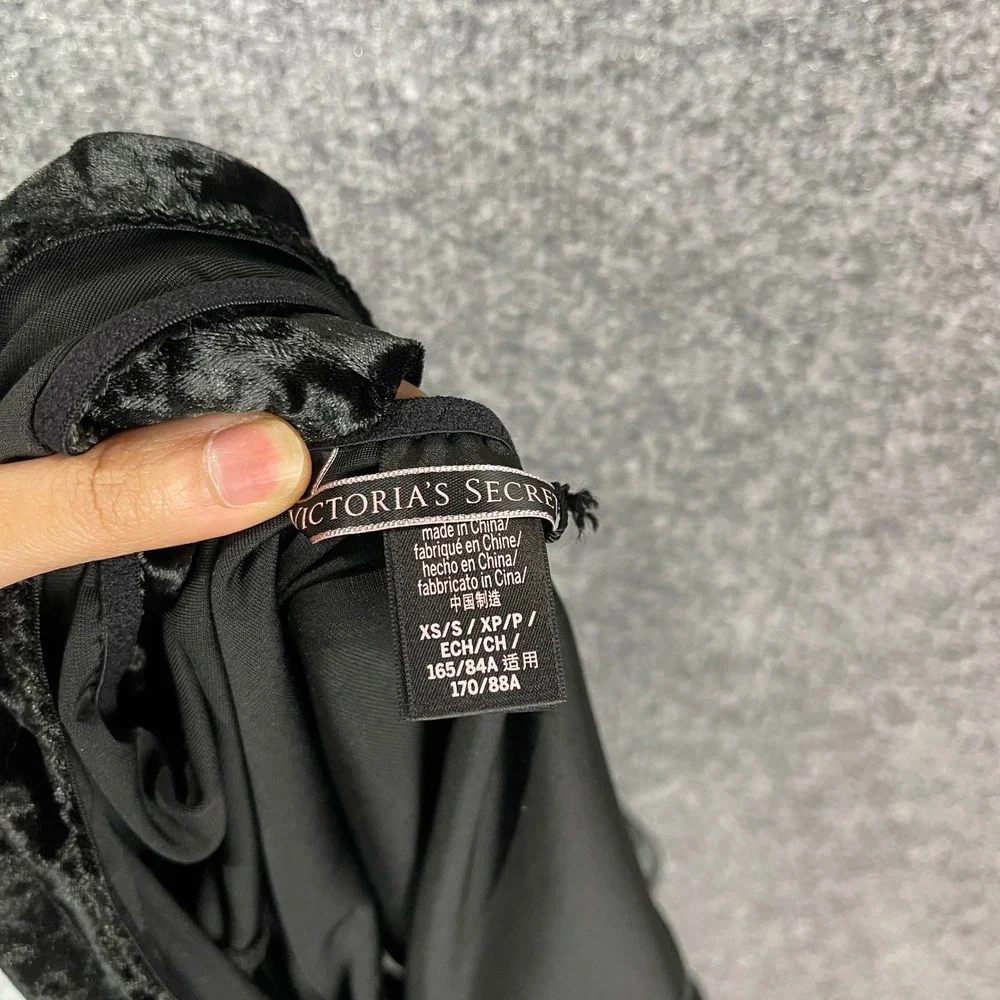 VICTORIA'S SECRE
made in China/
fabriqué en Chine/
hecho en China/
fabbricato in Cina/
中国制造
XS/S / XP/P /
ECH/CH /
165/84A 适用
170/88A